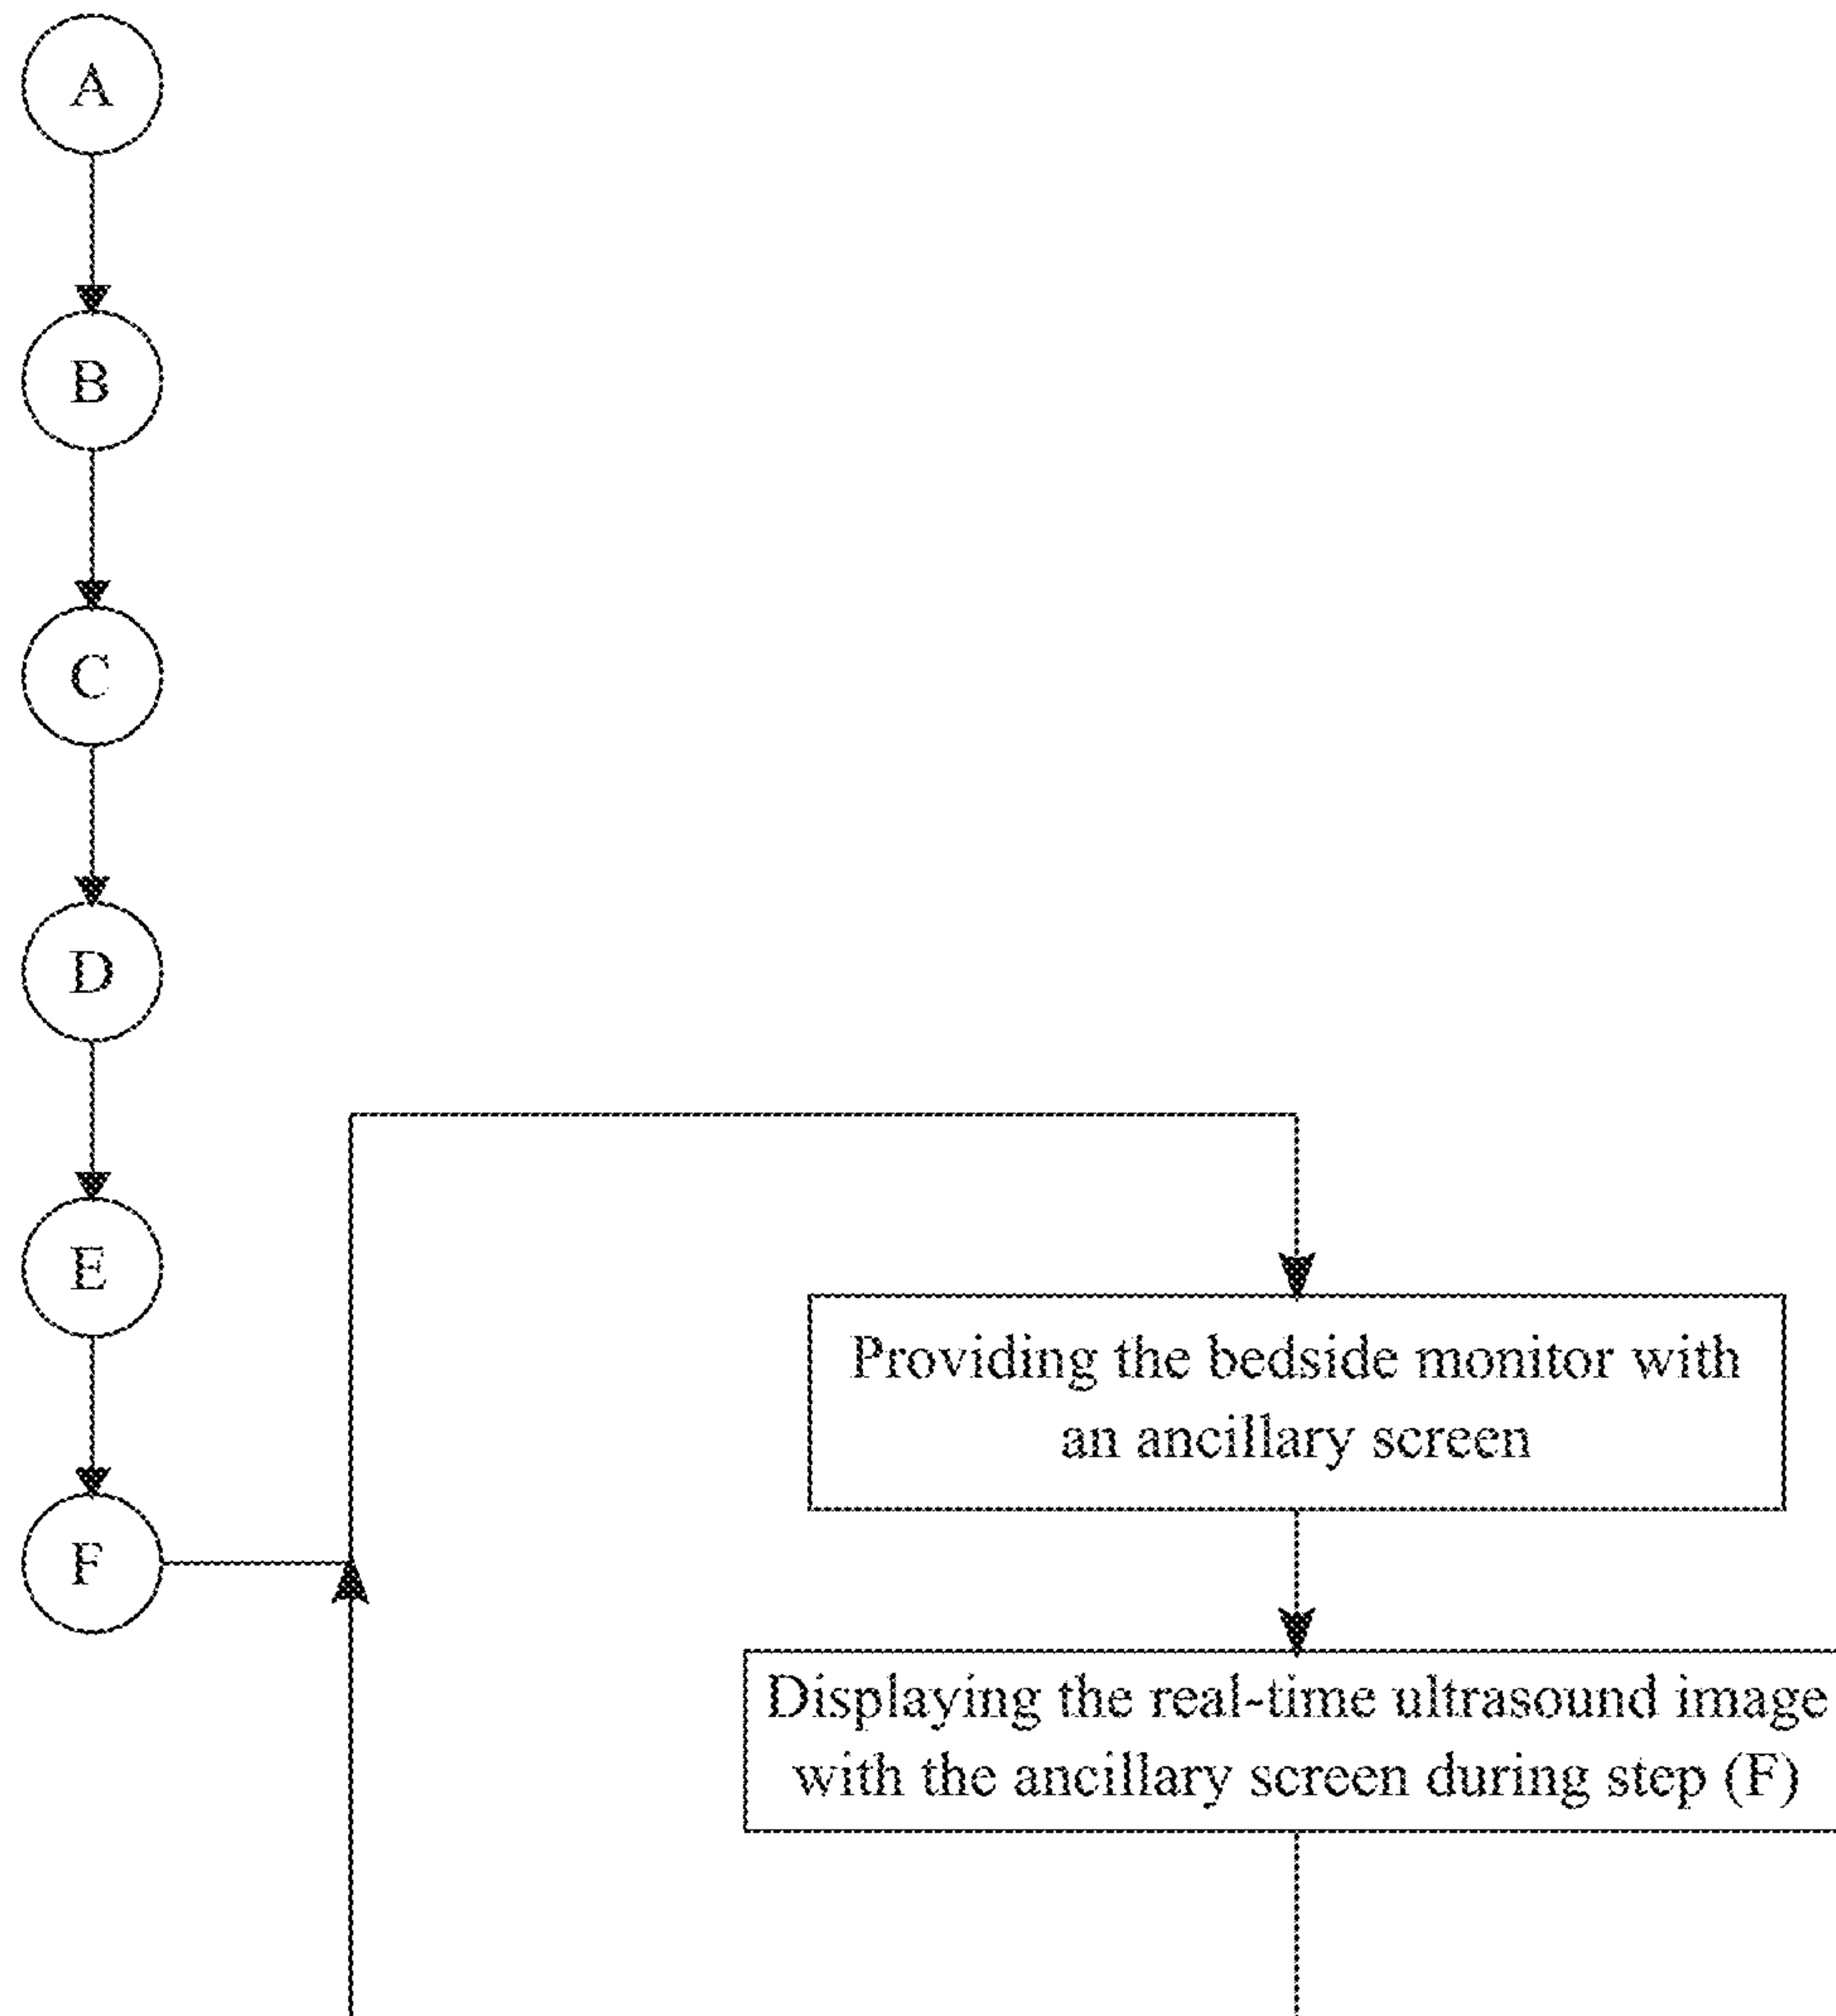 A
B
C
D
E
F
Providing the bedside monitor with
an ancillary screen
Displaying the real-time ultrasound image
with the ancillary screen during step (F)